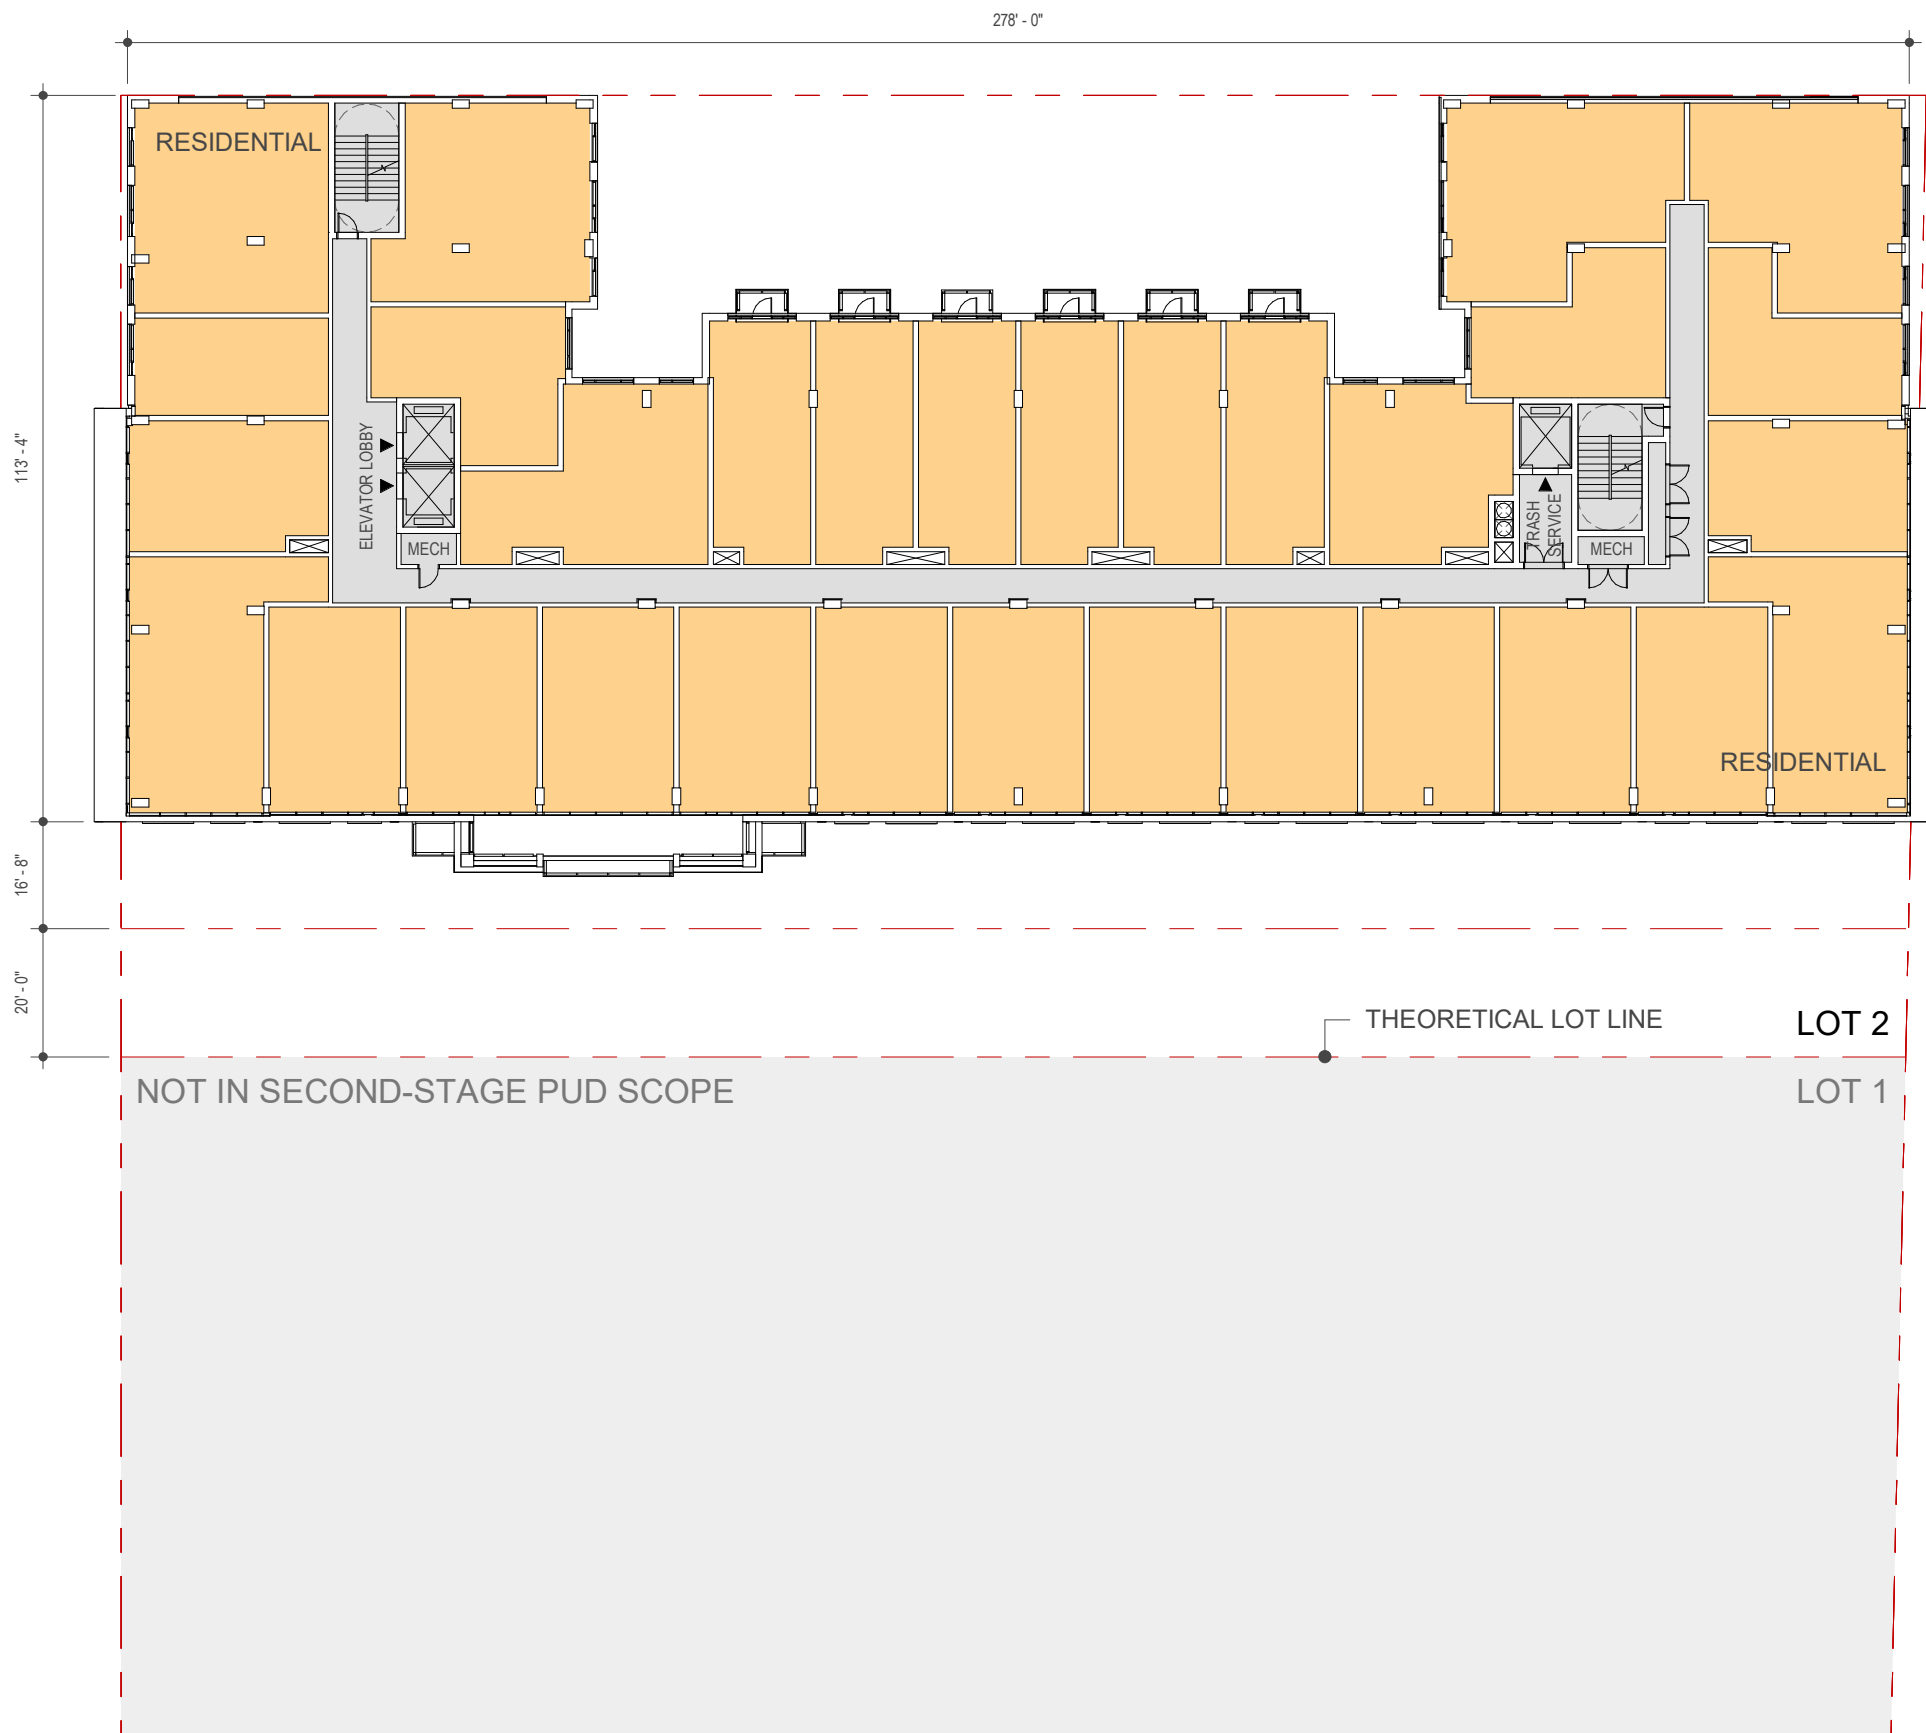 278' - 0"
RESIDENTIAL
113' - 4"
ELEVATOR LOBBY
MECH
TRASH
SERVICE
MECH
RESIDENTIAL
16' - 8"
20' - 0"
THEORETICAL LOT LINE
LOT 2
NOT IN SECOND-STAGE PUD SCOPE
LOT 1